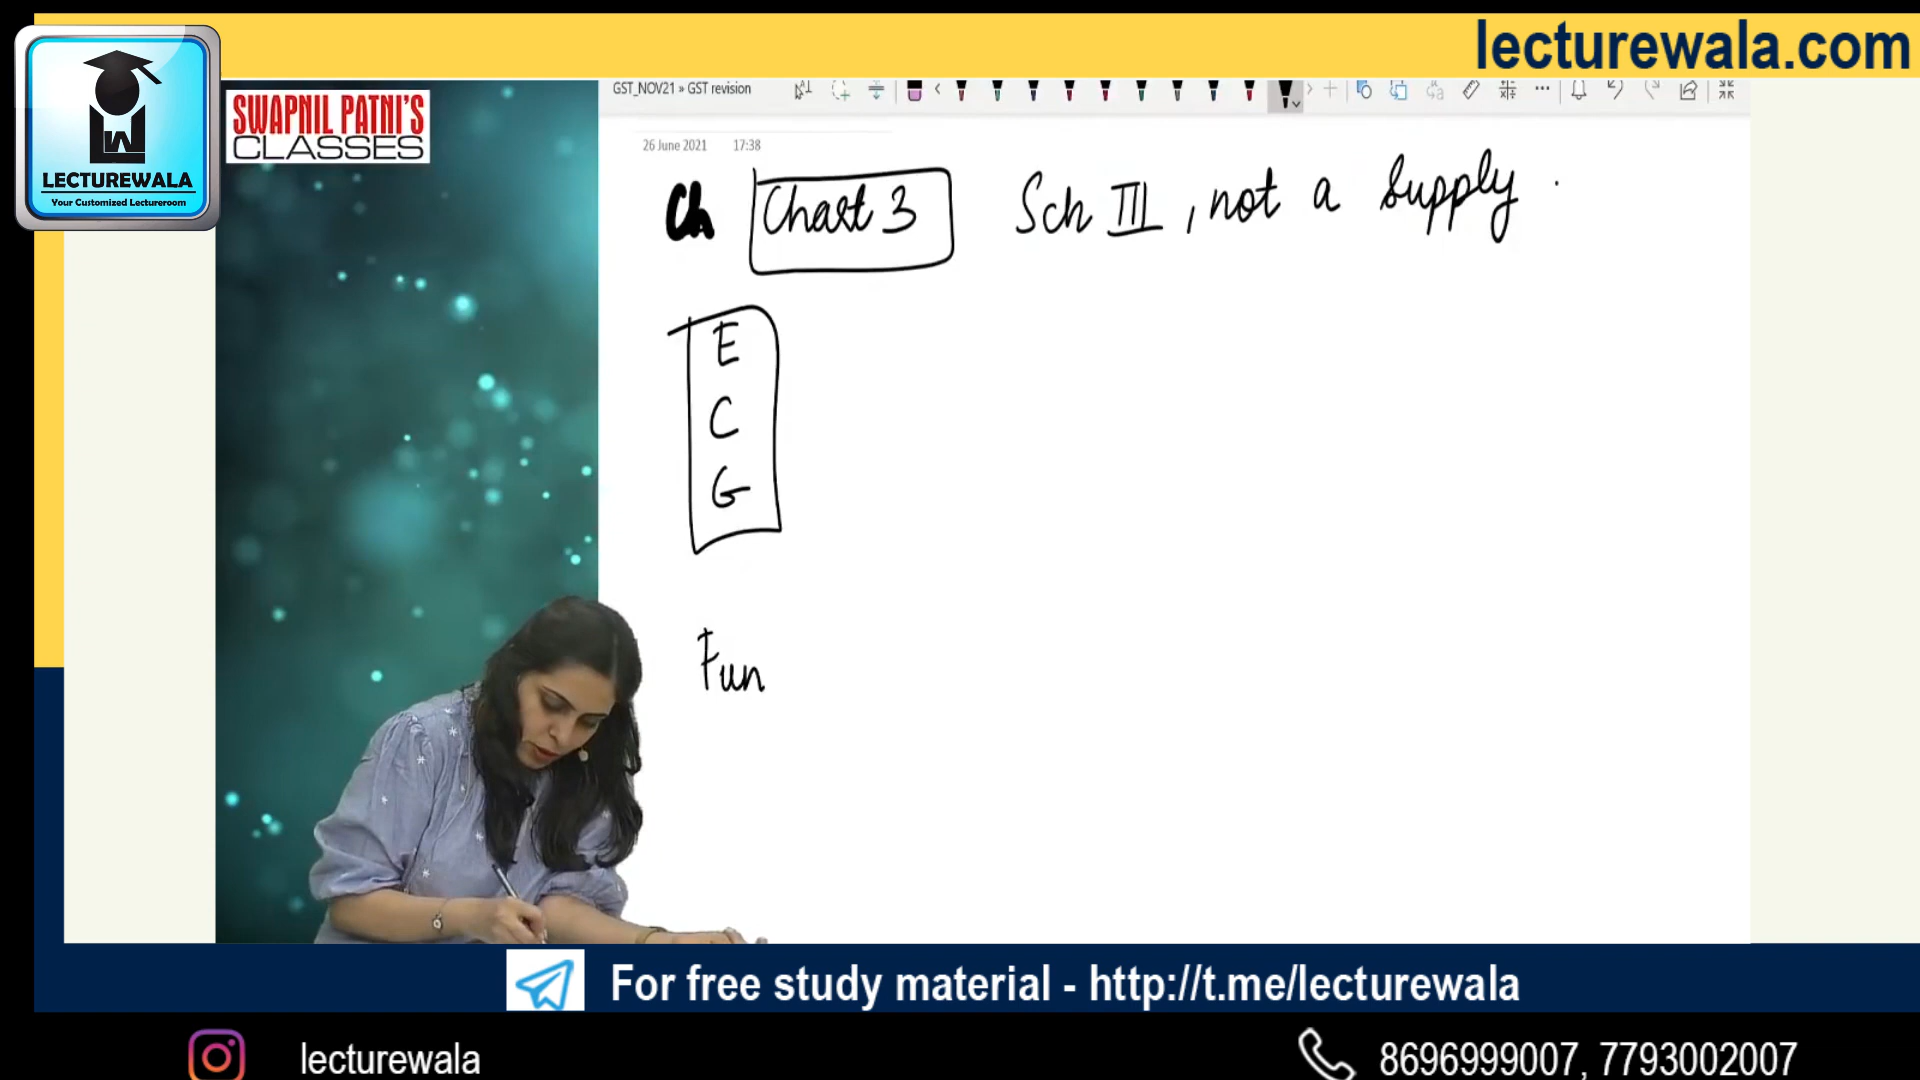 lecturewala.com
LW
LECTUREWALA
Your Customized Lectureroom
SWAPNIL PATNI'S
CLASSES
GST_NOV21 » GST revision
26 June 2021 17:38
Ch Chart 3 Sch III, not a supply.
E
C
G
Fun
For free study material - http://t.me/lecturewala
lecturewala
8696999007, 7793002007